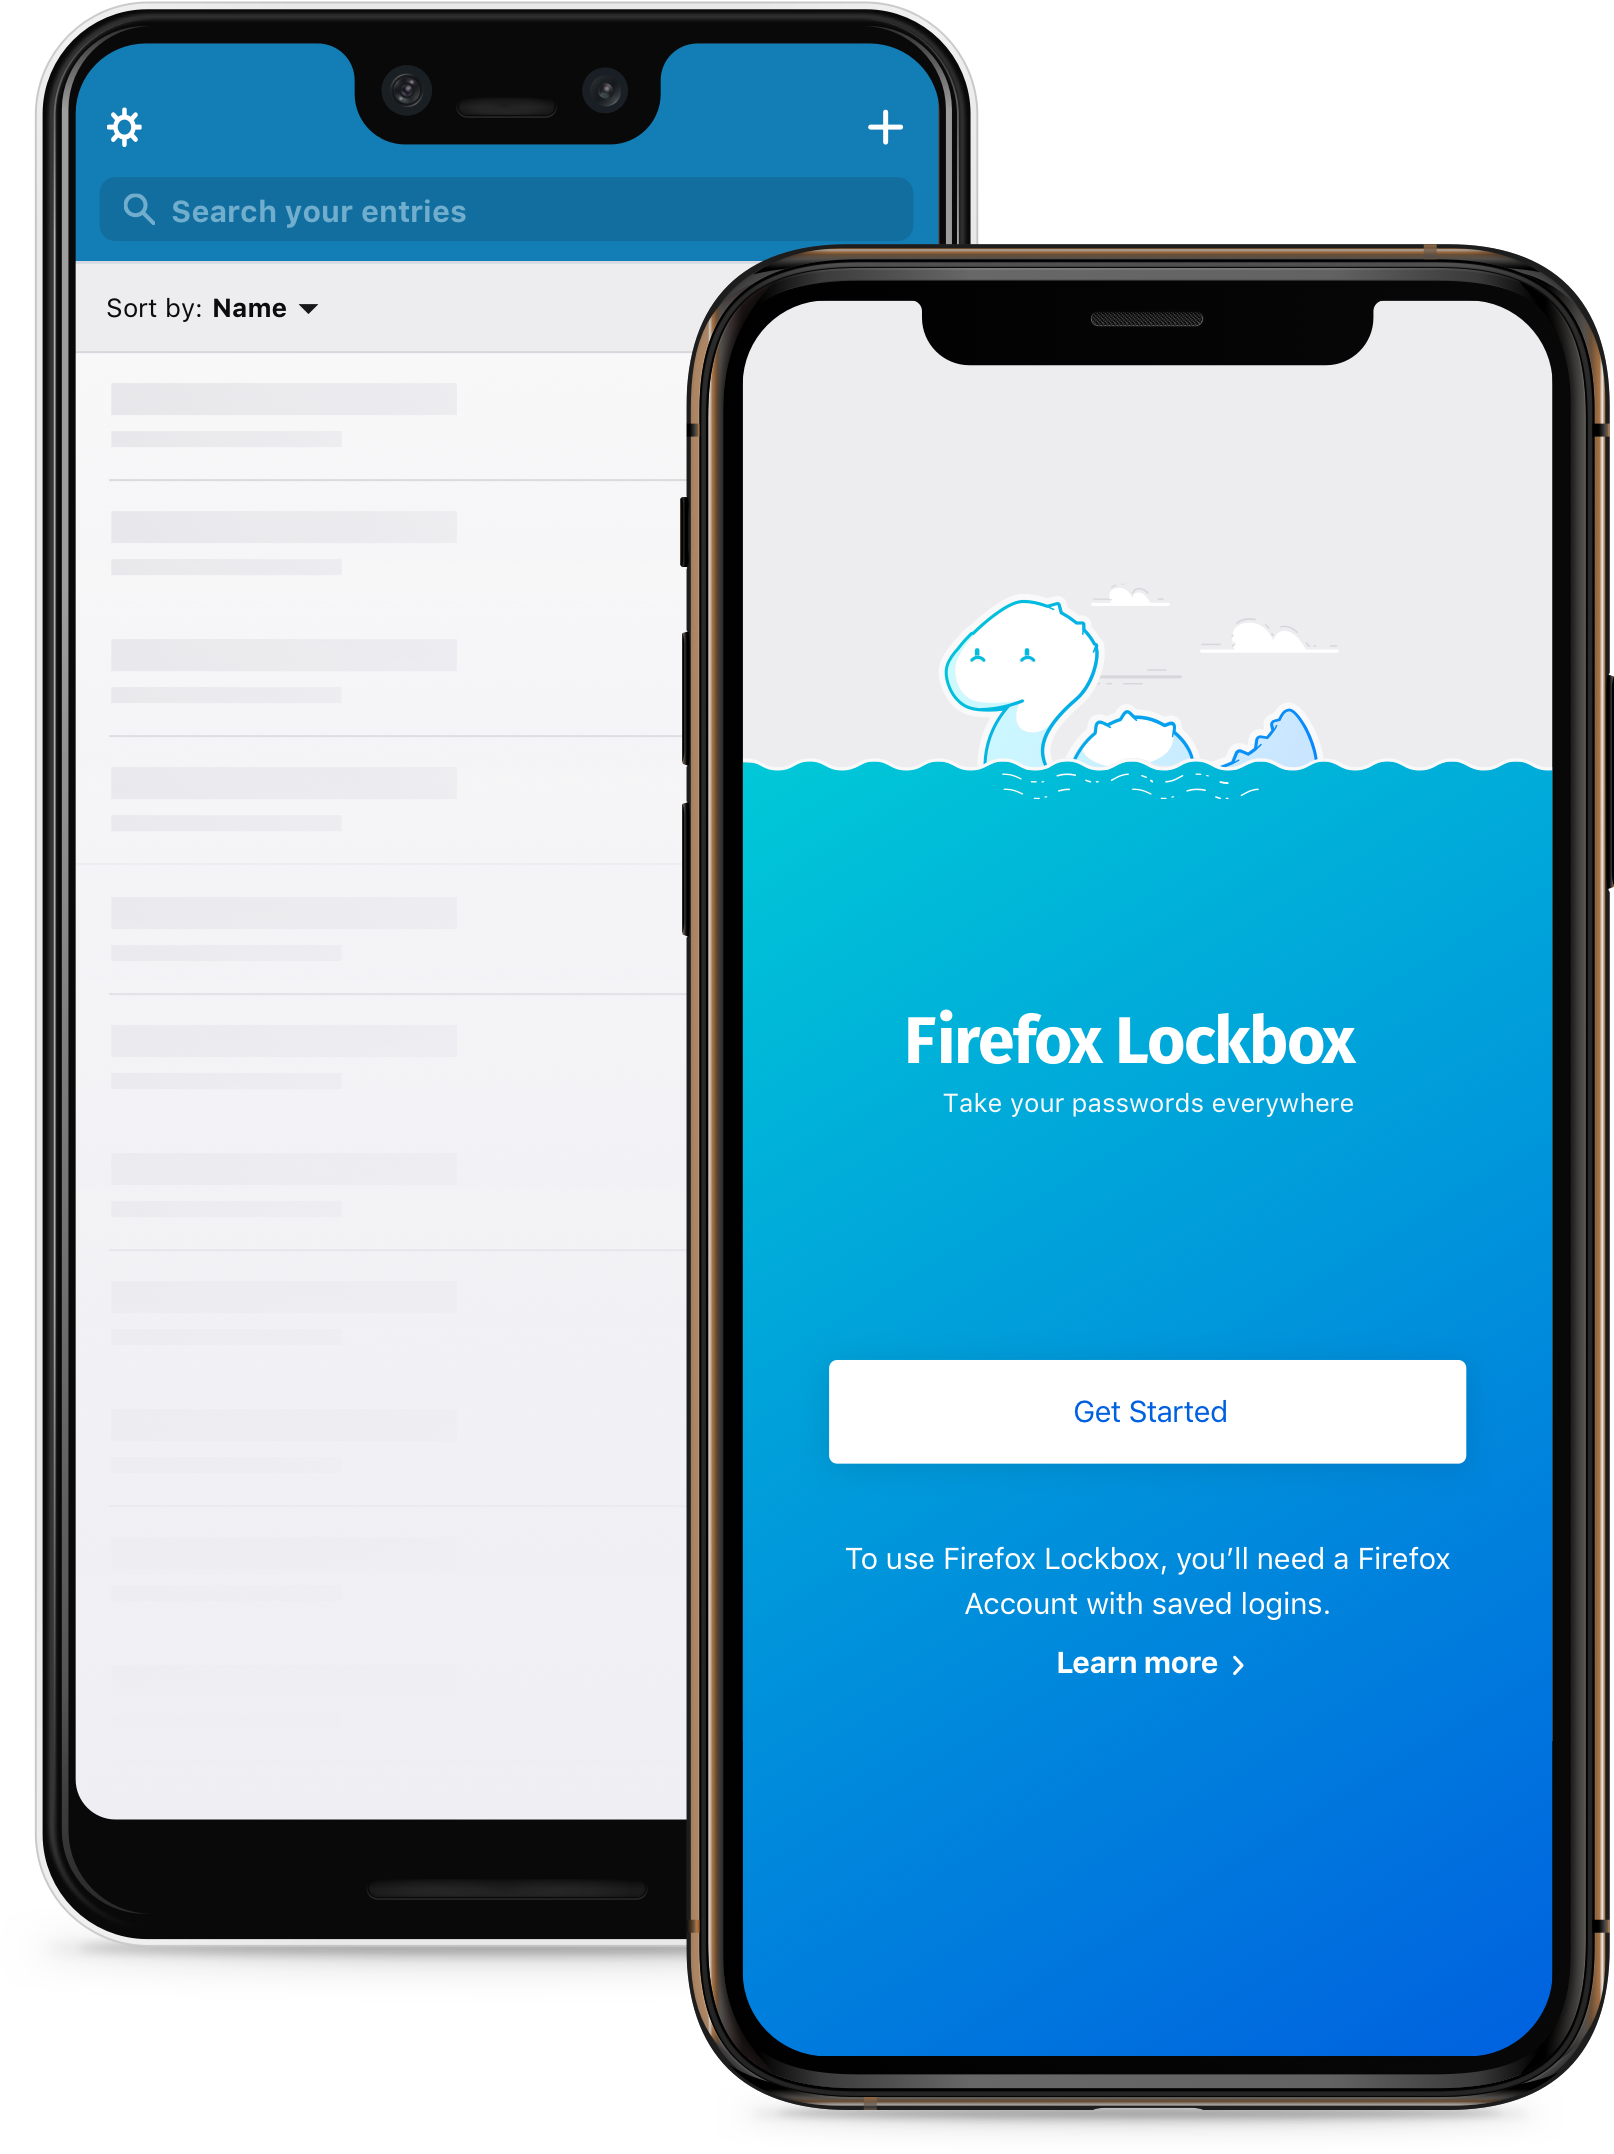 Search your entries
Sort by: Name
Firefox Lockbox
Take your passwords everywhere
Get Started
To use Firefox Lockbox, you’ll need a Firefox
Account with saved logins.
Learn more